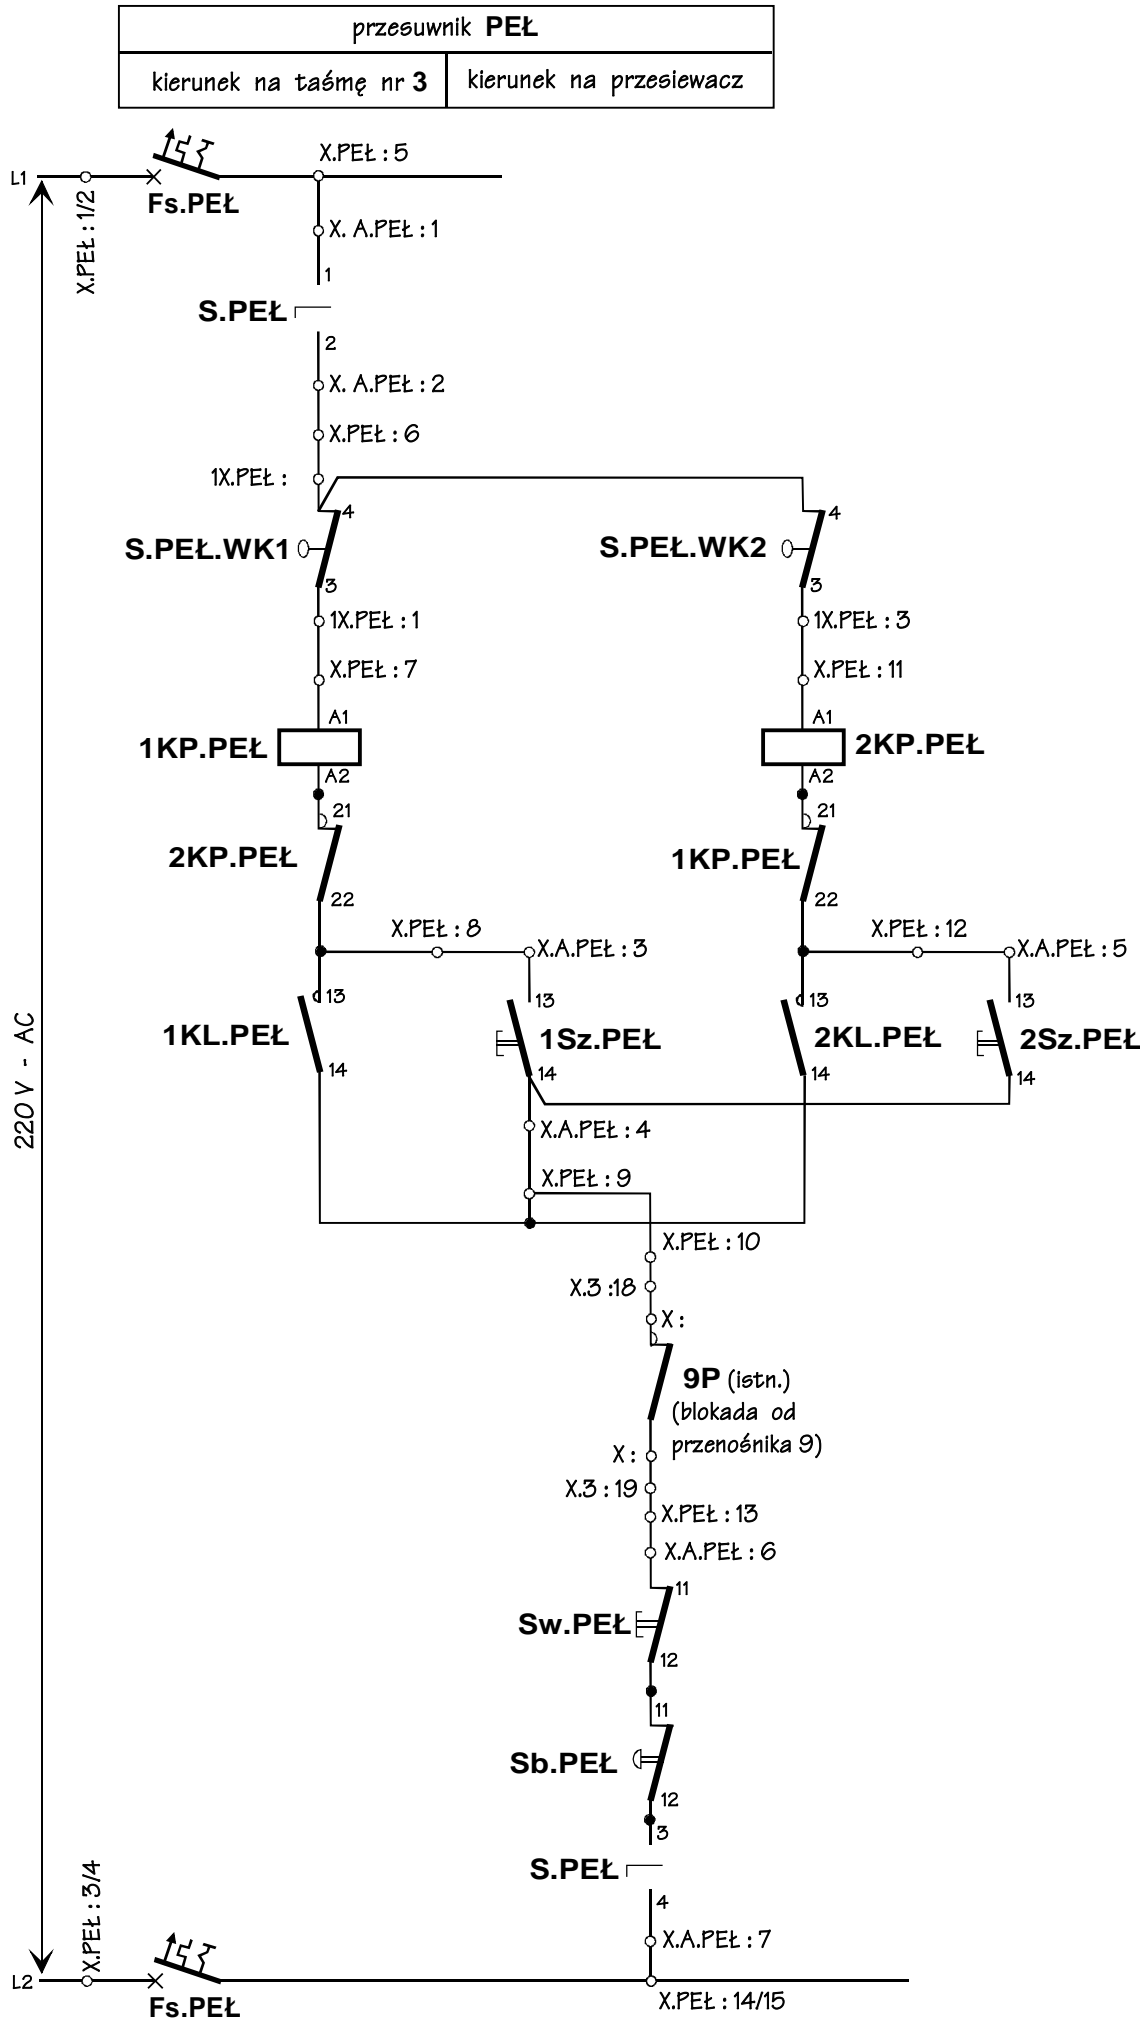 przesuwnik PEŁ
kierunek na taśmę nr 3
kierunek na przesiewacz
X.PEŁ : 5
L1
Fs.PEŁ
X.PEŁ : 1/2
X. A.PEŁ : 1
1
S.PEŁ
2
X. A.PEŁ : 2
X.PEŁ : 6
1X.PEŁ :
4
4
S.PEŁ.WK1
S.PEŁ.WK2
3
3
1X.PEŁ : 1
1X.PEŁ : 3
X.PEŁ : 7
X.PEŁ : 11
A1
A1
1KP.PEŁ
2KP.PEŁ
A2
A2
21
21
2KP.PEŁ
1KP.PEŁ
22
22
X.PEŁ : 8
X.A.PEŁ : 3
X.PEŁ : 12
X.A.PEŁ : 5
13
13
13
13
1KL.PEŁ
1Sz.PEŁ
2KL.PEŁ
2Sz.PEŁ
14
14
14
14
220 V - AC
X.A.PEŁ : 4
X.PEŁ : 9
X.PEŁ : 10
X.3 :18
X :
9P (istn.)
(blokada od
przenośnika 9)
X :
X.3 : 19
X.PEŁ : 13
X.A.PEŁ : 6
11
Sw.PEŁ
12
11
Sb.PEŁ
12
3
S.PEŁ
4
X.PEŁ : 3/4
X.A.PEŁ : 7
L2
Fs.PEŁ
X.PEŁ : 14/15